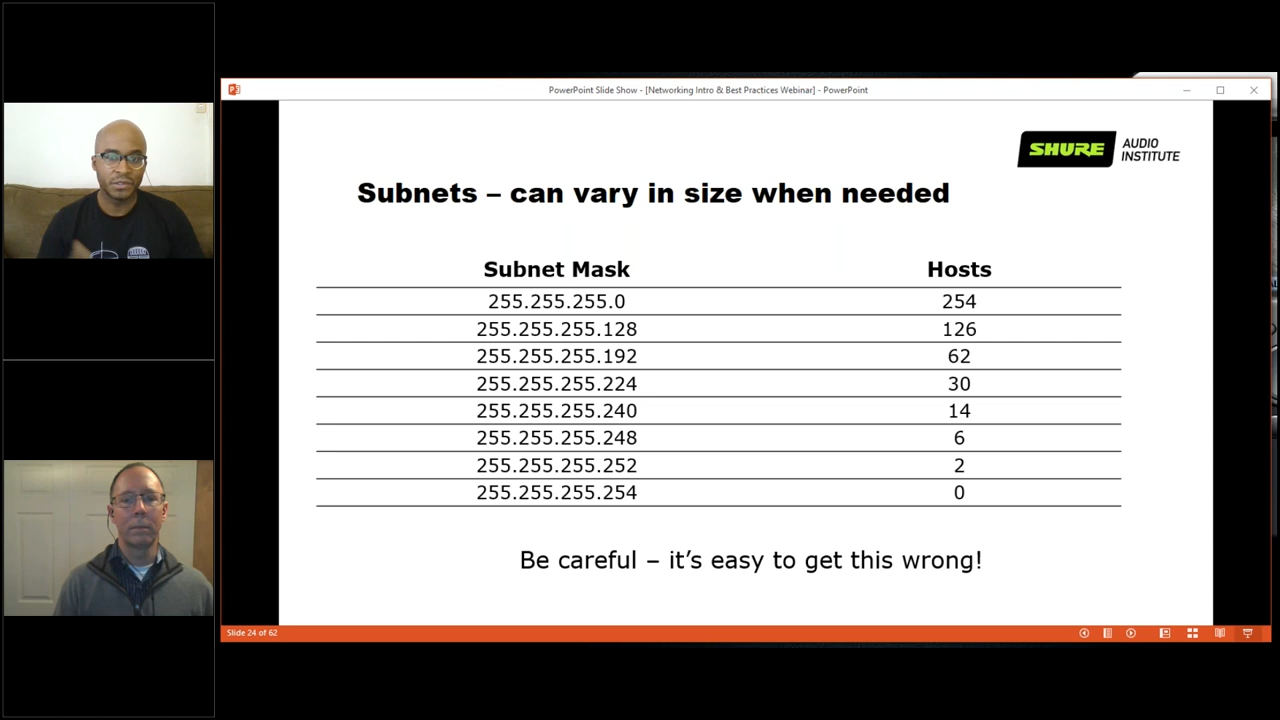 PowerPoint Slide Show - [Networking Intro & Best Practices Webinar] - PowerPoint
SHURE AUDIO INSTITUTE
Subnets – can vary in size when needed
Subnet Mask Hosts
255.255.255.0 254
255.255.255.128 126
255.255.255.192 62
255.255.255.224 30
255.255.255.240 14
255.255.255.248 6
255.255.255.252 2
255.255.255.254 0
Be careful – it's easy to get this wrong!
Slide 24 of 62